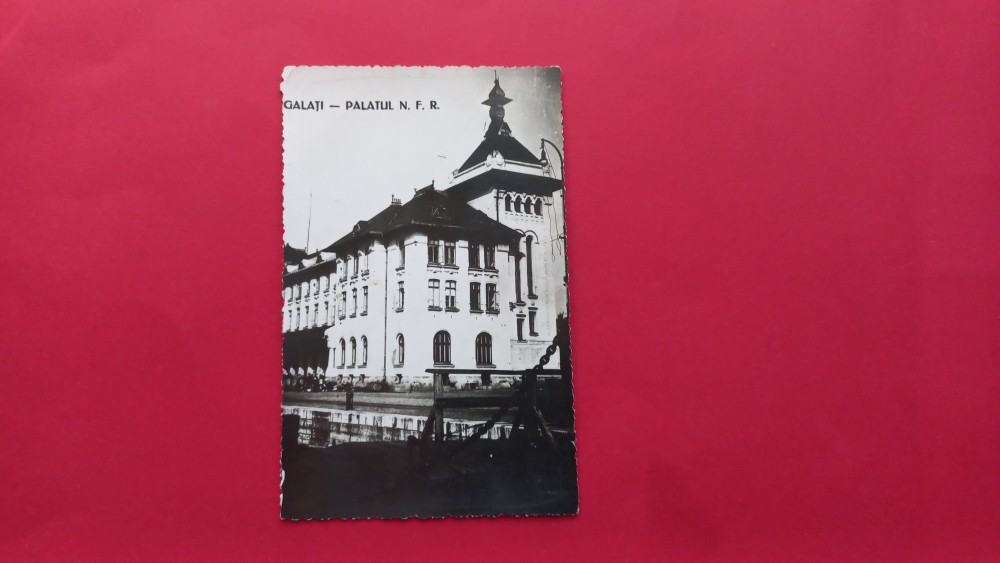 GALAȚI — PALATUL N. F. R.